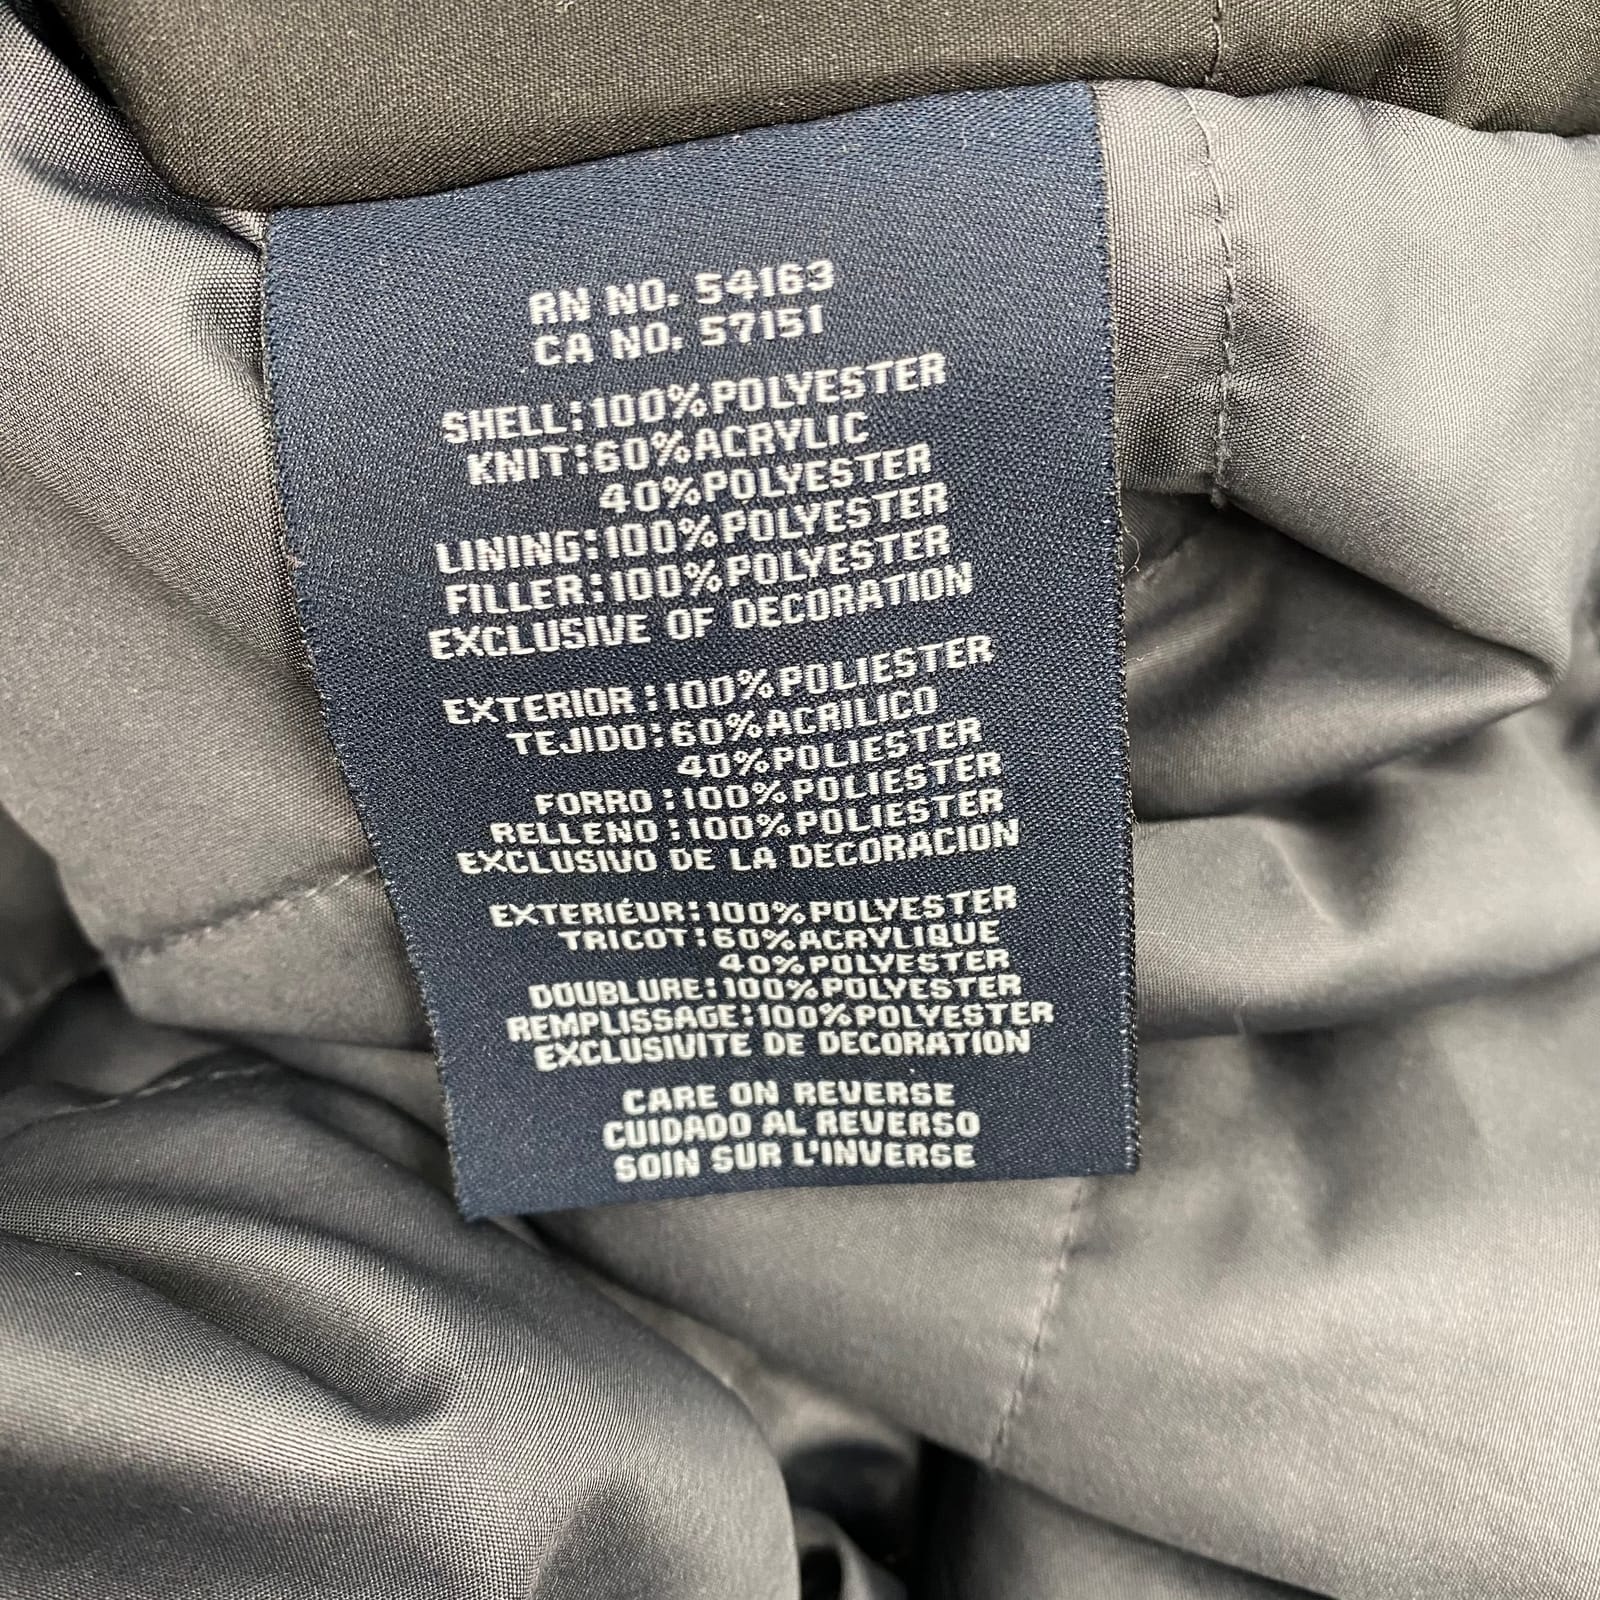 RN NO. 54163
CA NO. 57151
SHELL:100%POLYESTER
KNIT:60%ACRYLIC
40%POLYESTER
LINING:100%POLYESTER
FILLER:100%POLYESTER
EXCLUSIVE OF DECORATION
EXTERIOR:100%POLIESTER
TEJIDO:60%ACRILICO
40%POLIESTER
FORRO:100%POLIESTER
RELLENO:100%POLIESTER
EXCLUSIVO DE LA DECORACION
EXTERIÉUR:100%POLYESTER
TRICOT:60%ACRYLIQUE
40%POLYESTER
DOUBLURE:100%POLYESTER
REMPLISSAGE:100%POLYESTER
EXCLUSIVITE DE DECORATION
CARE ON REVERSE
CUIDADO AL REVERSO
SOIN SUR L'INVERSE